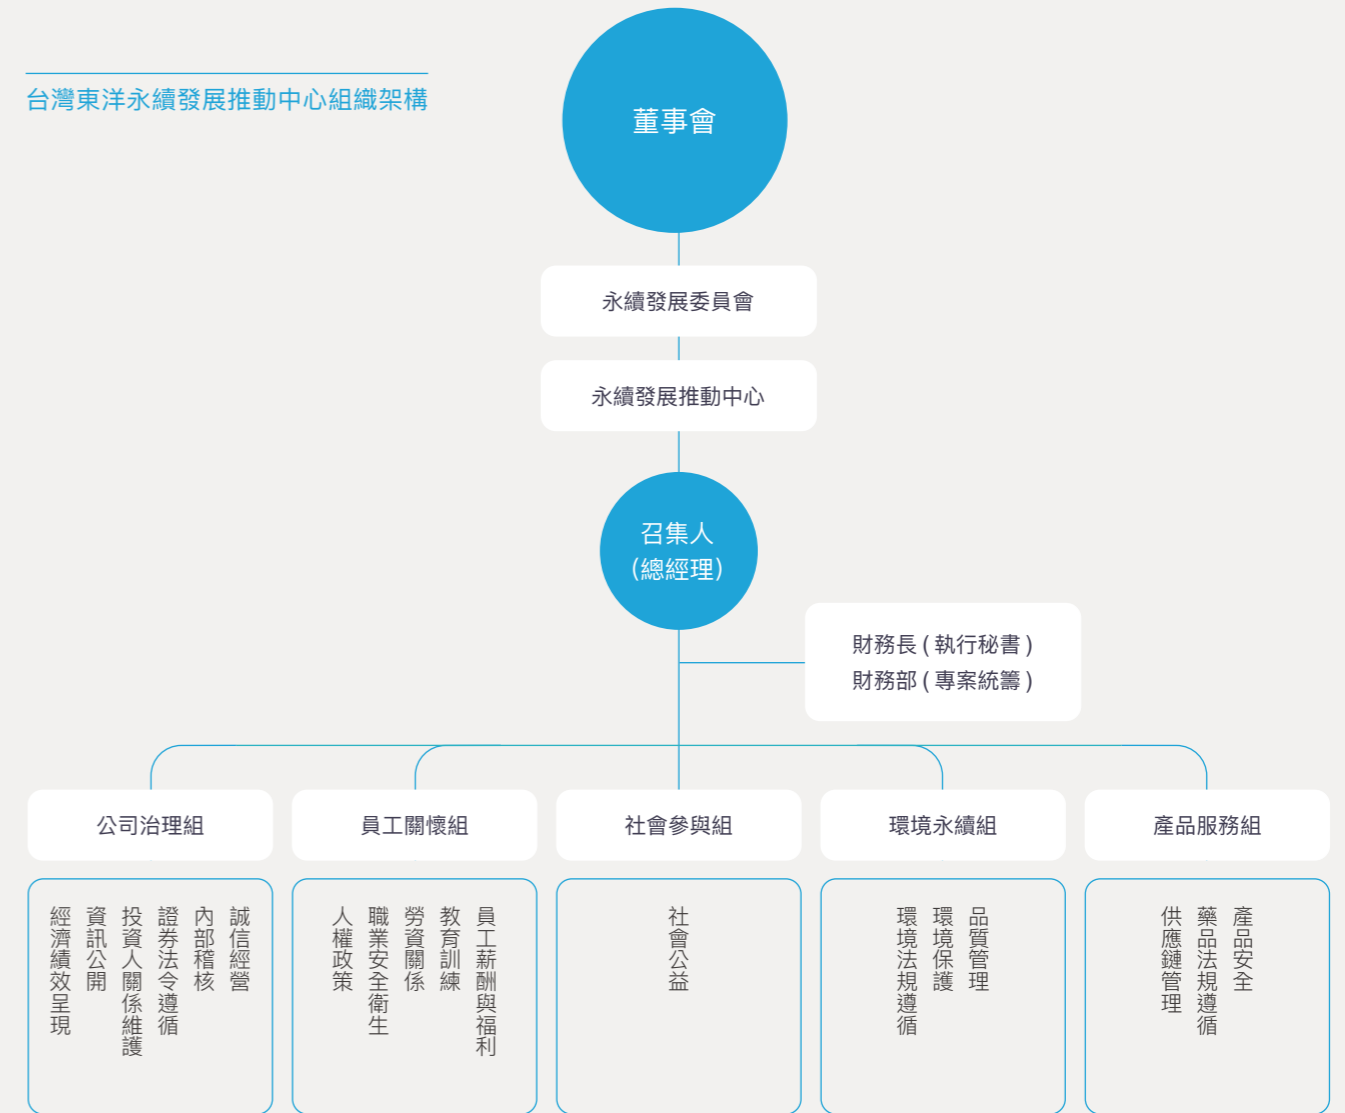 台灣東洋永續發展推動中心組織架構
董事會
永續發展委員會
永續發展推動中心
召集人
(總經理)
財務長 ( 執行秘書 )
財務部 ( 專案統籌 )
公司治理組
誠信經營
內部稽核
證券法令遵循
投資人關係維護
資訊公開
經濟績效呈現
員工關懷組
員工薪酬與福利
教育訓練
勞資關係
職業安全衛生
人權政策
社會參與組
社會公益
環境永續組
品質管理
環境保護
環境法規遵循
產品服務組
產品安全
藥品法規遵循
供應鏈管理